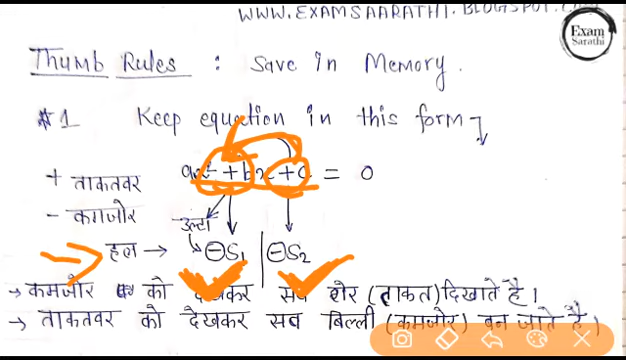 WWW.EXAMSAARATHI.BLOGSPOT.COM
Exam
Sarathi
Thumb Rules : Save in Memory.
#1 Keep equation in this form
ax² + bx + c = 0
+ ताकतवर
- कमजोर
उल्टा
हल → ⊖S₁ | ⊖S₂
→ कमजोर को देखकर सब शेर (ताकत) दिखाते है।
→ ताकतवर को देखकर सब बिल्ली (कमजोर) बन जाते है।